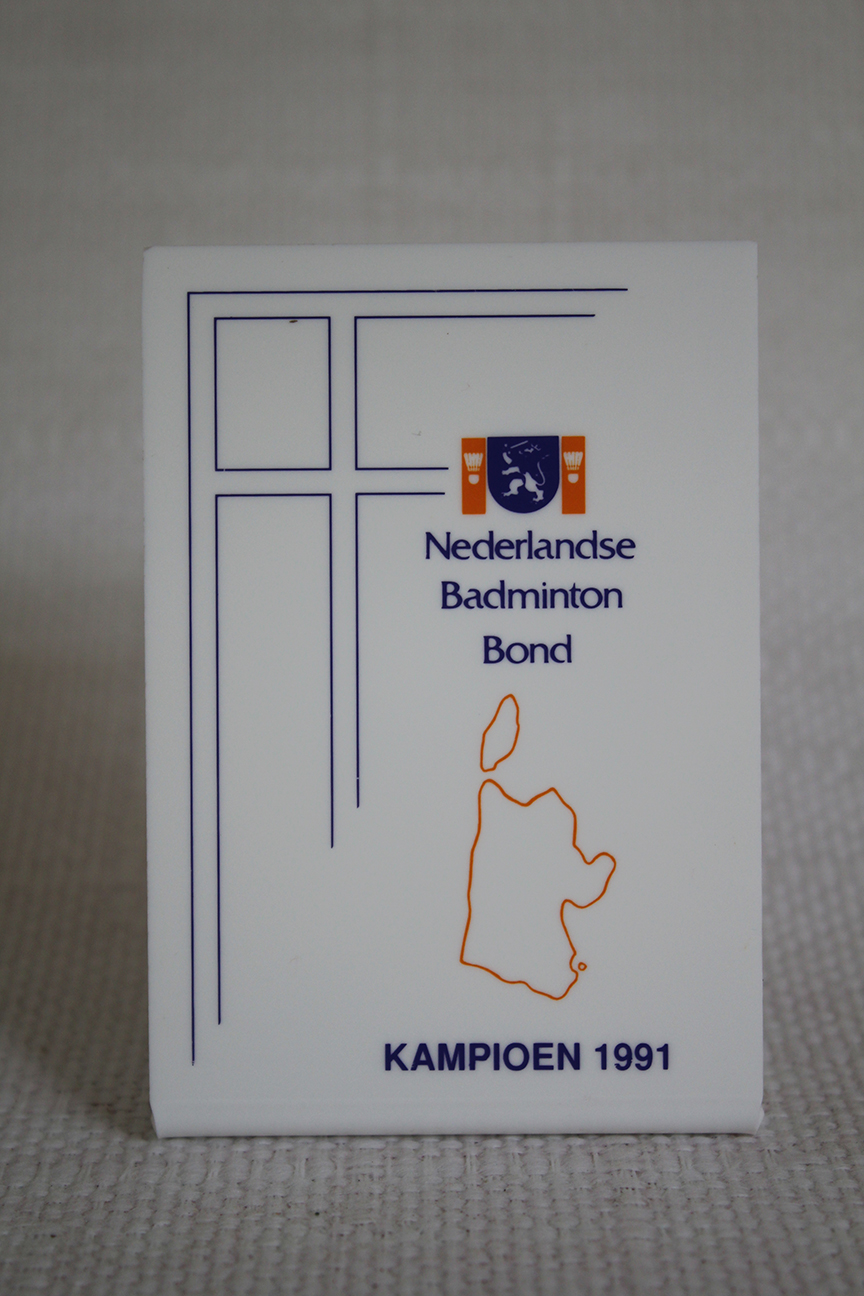 Nederlandse
Badminton
Bond
KAMPIOEN 1991